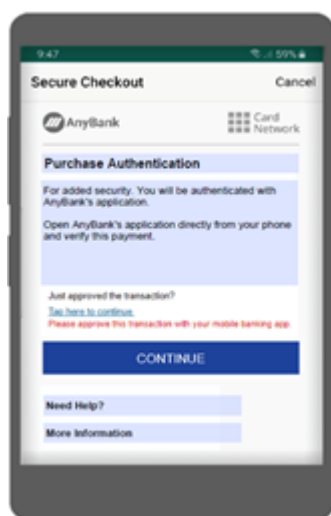 9:47 59%
Secure Checkout Cancel
AnyBank Card
Network
Purchase Authentication
For added security. You will be authenticated with
AnyBank's application.
Open AnyBank's application directly from your phone
and verify this payment.
Just approved the transaction?
Tap here to continue.
Please approve this transaction with your mobile banking app.
CONTINUE
Need Help?
More Information